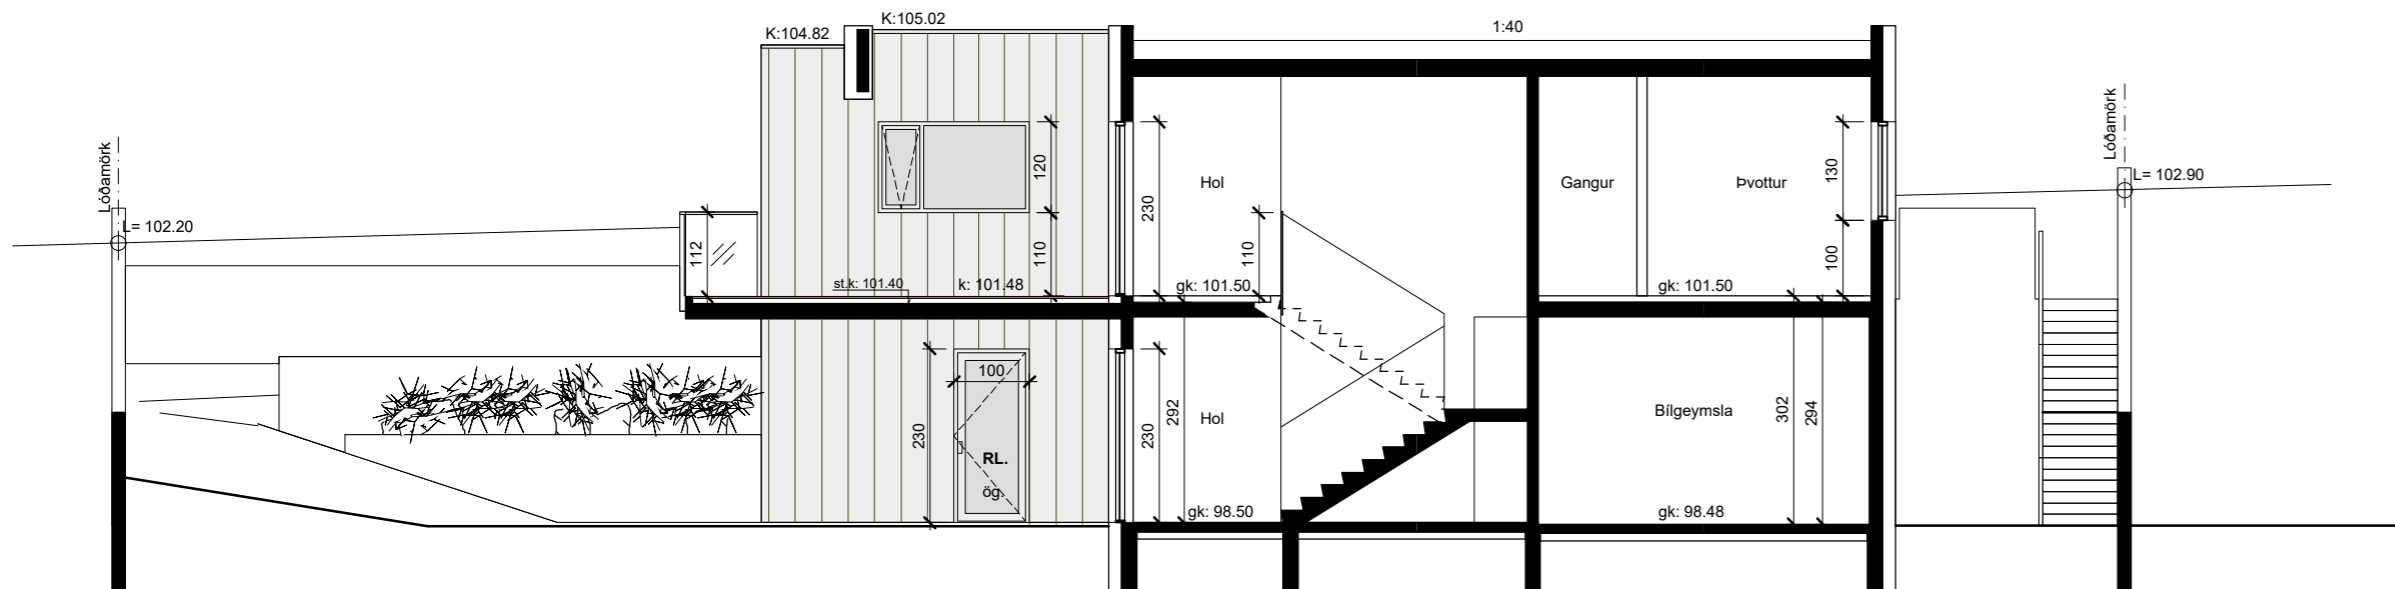 K:105.02
K:104.82
1:40
Lóðamörk
Lóðamörk
L= 102.20
L= 102.90
120
230
Hol
Gangur
Þvottur
130
112
110
110
100
st.k: 101.40
k: 101.48
gk: 101.50
gk: 101.50
100
230
RL.
ög
230
292
Hol
Bílgeymsla
302
294
gk: 98.50
gk: 98.48